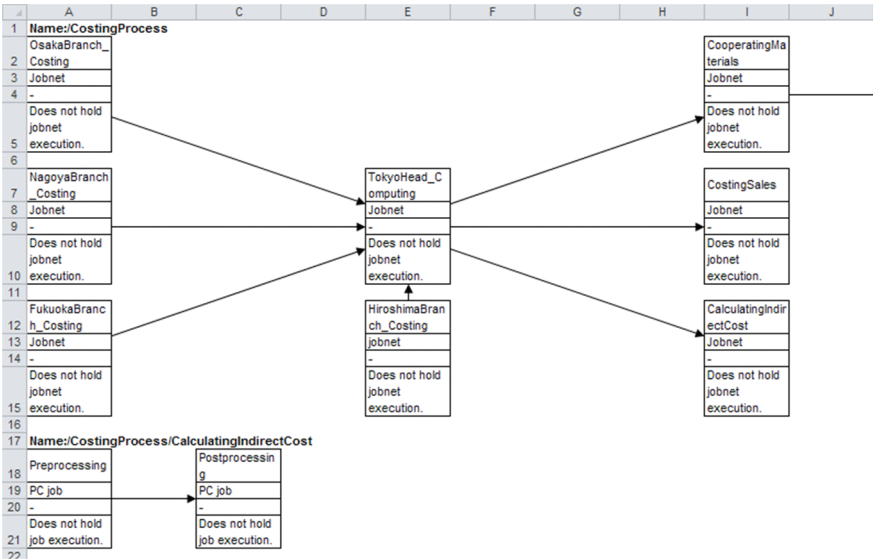 A B C D E F G H I J
1 Name:/CostingProcess
OsakaBranch_ CooperatingMa
2 Costing terials
3 Jobnet Jobnet
4 - -
Does not hold Does not hold
jobnet jobnet
5 execution. execution.
6
NagoyaBranch TokyoHead_C
7 _Costing omputing CostingSales
8 Jobnet Jobnet Jobnet
9 - - -
Does not hold Does not hold Does not hold
jobnet jobnet jobnet
10 execution. execution. execution.
11
FukuokaBranc HiroshimaBran CalculatingIndir
12 h_Costing ch_Costing ectCost
13 Jobnet jobnet Jobnet
14 - - -
Does not hold Does not hold Does not hold
jobnet jobnet jobnet
15 execution. execution. execution.
16
17 Name:/CostingProcess/CalculatingIndirectCost
Preprocessing Postprocessin
18 g
19 PC job PC job
20 - -
Does not hold Does not hold
21 job execution. job execution.
22